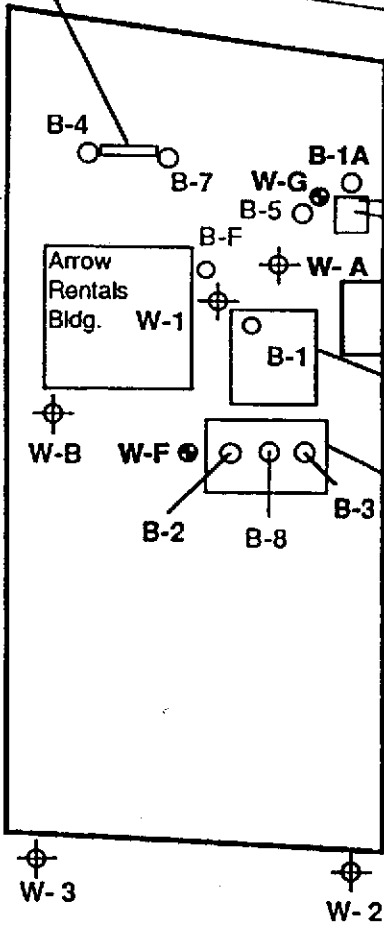 B-4
B-7
B-1A
W-G
B-5
B-F
W- A
Arrow
Rentals
Bldg.
W-1
B-1
W-B
W-F
B-2
B-8
B-3
W- 3
W- 2